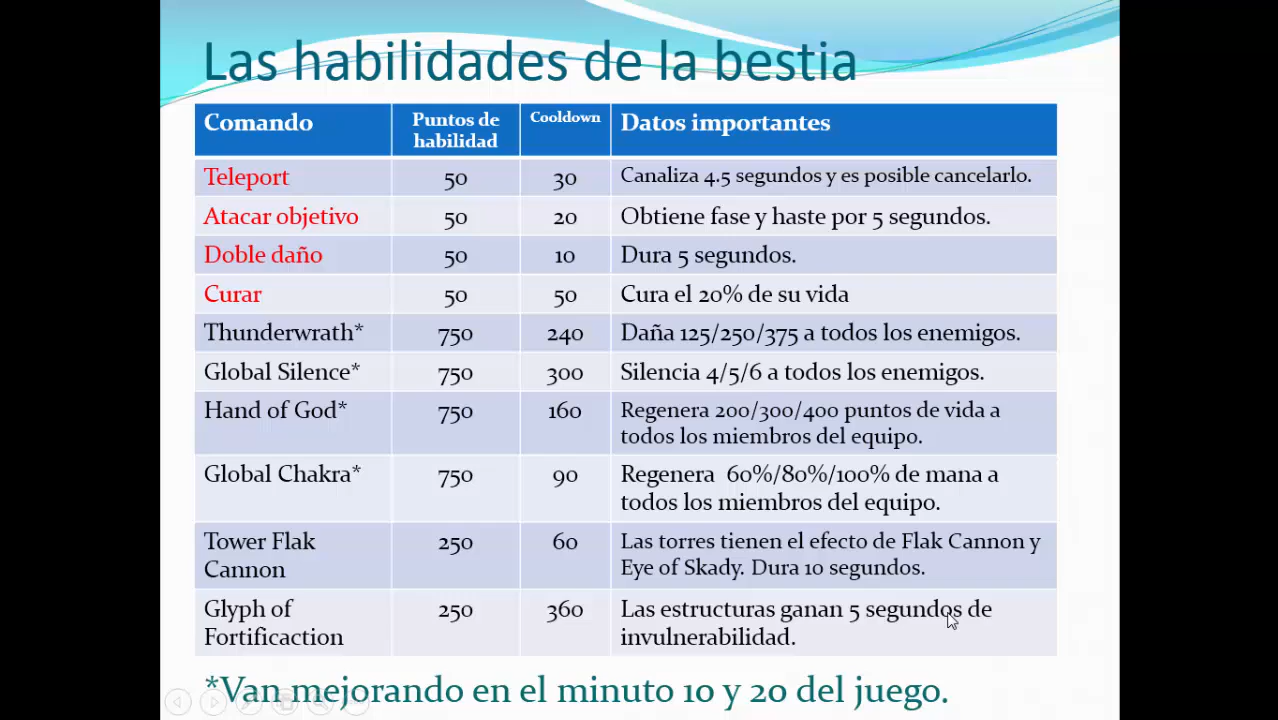 Las habilidades de la bestia
Comando
Puntos de
habilidad
Cooldown
Datos importantes
Teleport
50
30
Canaliza 4.5 segundos y es posible cancelarlo.
Atacar objetivo
50
20
Obtiene fase y haste por 5 segundos.
Doble daño
50
10
Dura 5 segundos.
Curar
50
50
Cura el 20% de su vida
Thunderwrath*
750
240
Daña 125/250/375 a todos los enemigos.
Global Silence*
750
300
Silencia 4/5/6 a todos los enemigos.
Hand of God*
750
160
Regenera 200/300/400 puntos de vida a
todos los miembros del equipo.
Global Chakra*
750
90
Regenera 60%/80%/100% de mana a
todos los miembros del equipo.
Tower Flak
Cannon
250
60
Las torres tienen el efecto de Flak Cannon y
Eye of Skady. Dura 10 segundos.
Glyph of
Fortificaction
250
360
Las estructuras ganan 5 segundos de
invulnerabilidad.
*Van mejorando en el minuto 10 y 20 del juego.